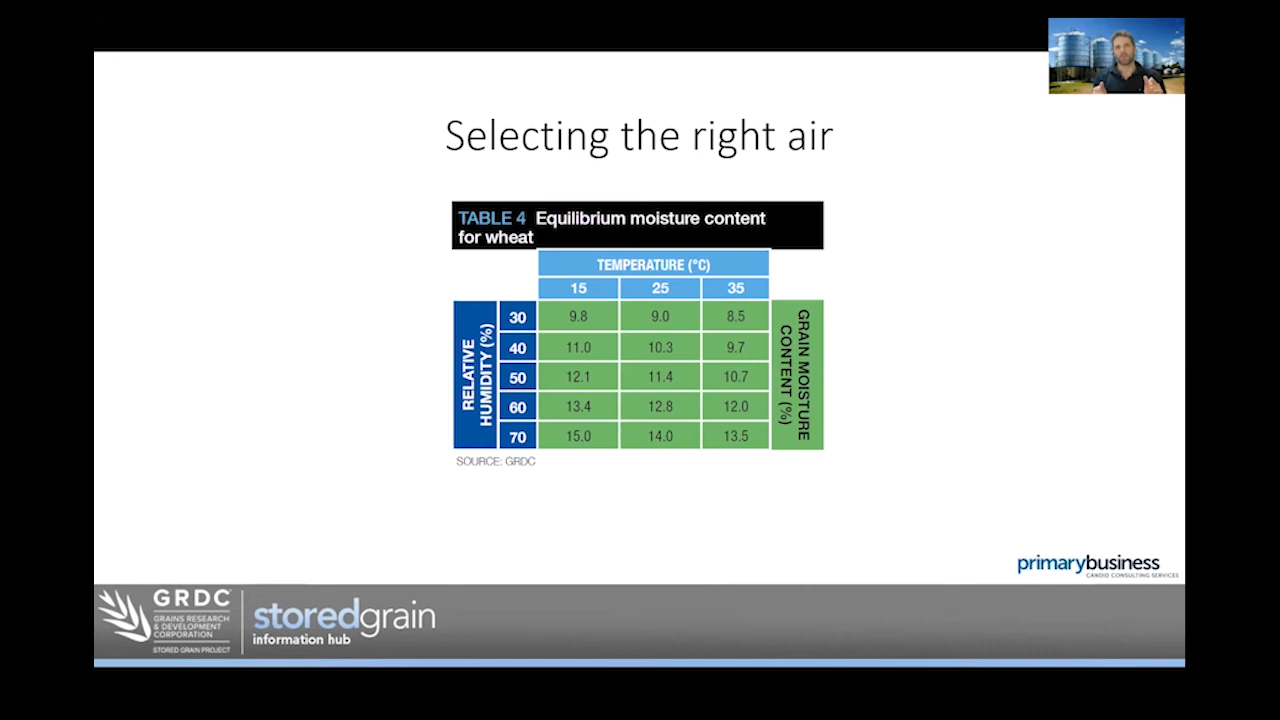 Selecting the right air
TABLE 4 Equilibrium moisture content
for wheat
TEMPERATURE (°C)
15 25 35
RELATIVE
HUMIDITY (%)
30 9.8 9.0 8.5
40 11.0 10.3 9.7
50 12.1 11.4 10.7
60 13.4 12.8 12.0
70 15.0 14.0 13.5
GRAIN MOISTURE
CONTENT (%)
SOURCE: GRDC
primarybusiness
CANDID CONSULTING SERVICES
GRDC
GRAINS RESEARCH
& DEVELOPMENT
CORPORATION
STORED GRAIN PROJECT
storedgrain
information hub